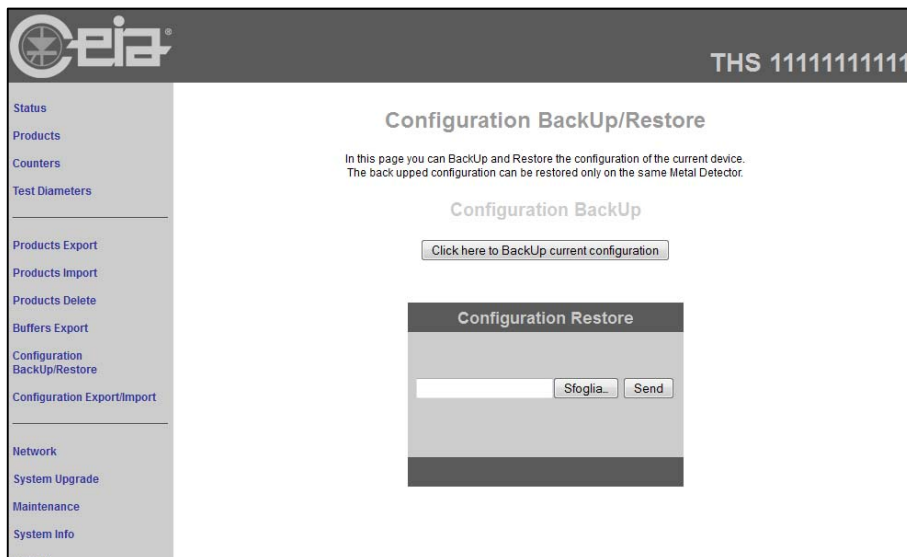 Ceia®
THS 11111111111
Status
Products
Counters
Test Diameters
Products Export
Products Import
Products Delete
Buffers Export
Configuration
BackUp/Restore
Configuration Export/Import
Network
System Upgrade
Maintenance
System Info
Configuration BackUp/Restore
In this page you can BackUp and Restore the configuration of the current device.
The back upped configuration can be restored only on the same Metal Detector.
Configuration BackUp
Click here to BackUp current configuration
Configuration Restore
Sfoglia..
Send